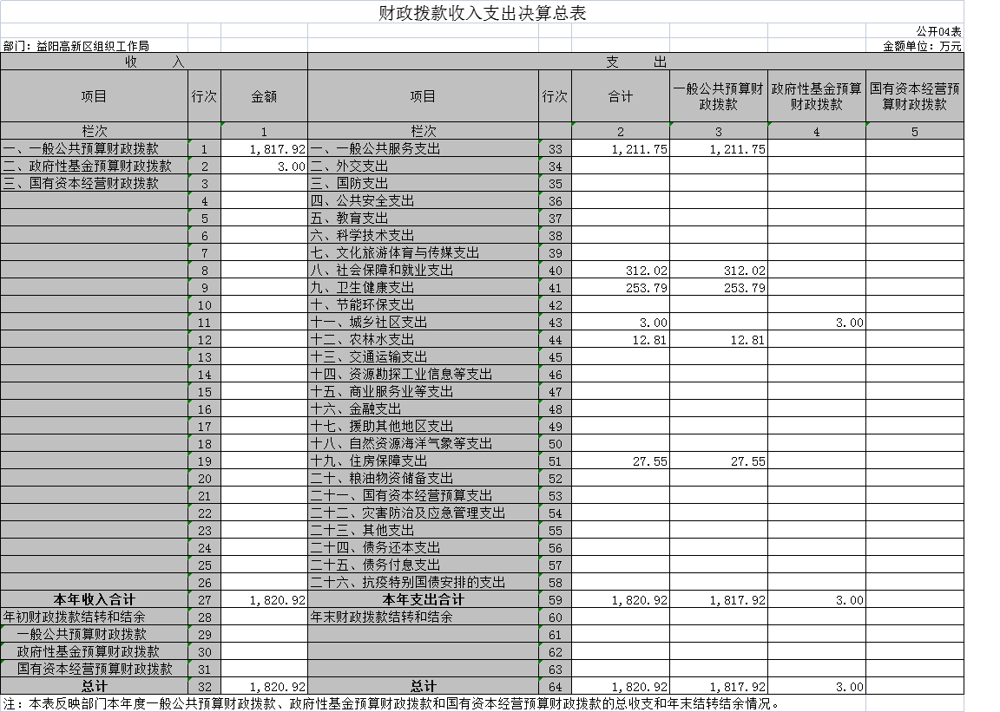 财政拨款收入支出决算总表
公开04表
部门：益阳高新区组织工作局 金额单位：万元
收 入 支 出
项目 行次 金额 项目 行次 合计 一般公共预算财政拨款 政府性基金预算财政拨款 国有资本经营预算财政拨款
栏次 1 栏次 2 3 4 5
一、一般公共预算财政拨款 1 1,817.92 一、一般公共服务支出 33 1,211.75 1,211.75
二、政府性基金预算财政拨款 2 3.00 二、外交支出 34
三、国有资本经营财政拨款 3 三、国防支出 35
4 四、公共安全支出 36
5 五、教育支出 37
6 六、科学技术支出 38
7 七、文化旅游体育与传媒支出 39
8 八、社会保障和就业支出 40 312.02 312.02
9 九、卫生健康支出 41 253.79 253.79
10 十、节能环保支出 42
11 十一、城乡社区支出 43 3.00 3.00
12 十二、农林水支出 44 12.81 12.81
13 十三、交通运输支出 45
14 十四、资源勘探工业信息等支出 46
15 十五、商业服务业等支出 47
16 十六、金融支出 48
17 十七、援助其他地区支出 49
18 十八、自然资源海洋气象等支出 50
19 十九、住房保障支出 51 27.55 27.55
20 二十、粮油物资储备支出 52
21 二十一、国有资本经营预算支出 53
22 二十二、灾害防治及应急管理支出 54
23 二十三、其他支出 55
24 二十四、债务还本支出 56
25 二十五、债务付息支出 57
26 二十六、抗疫特别国债安排的支出 58
本年收入合计 27 1,820.92 本年支出合计 59 1,820.92 1,817.92 3.00
年初财政拨款结转和结余 28 年末财政拨款结转和结余 60
一般公共预算财政拨款 29 61
政府性基金预算财政拨款 30 62
国有资本经营预算财政拨款 31 63
总计 32 1,820.92 总计 64 1,820.92 1,817.92 3.00
注：本表反映部门本年度一般公共预算财政拨款、政府性基金预算财政拨款和国有资本经营预算财政拨款的总收支和年末结转结余情况。